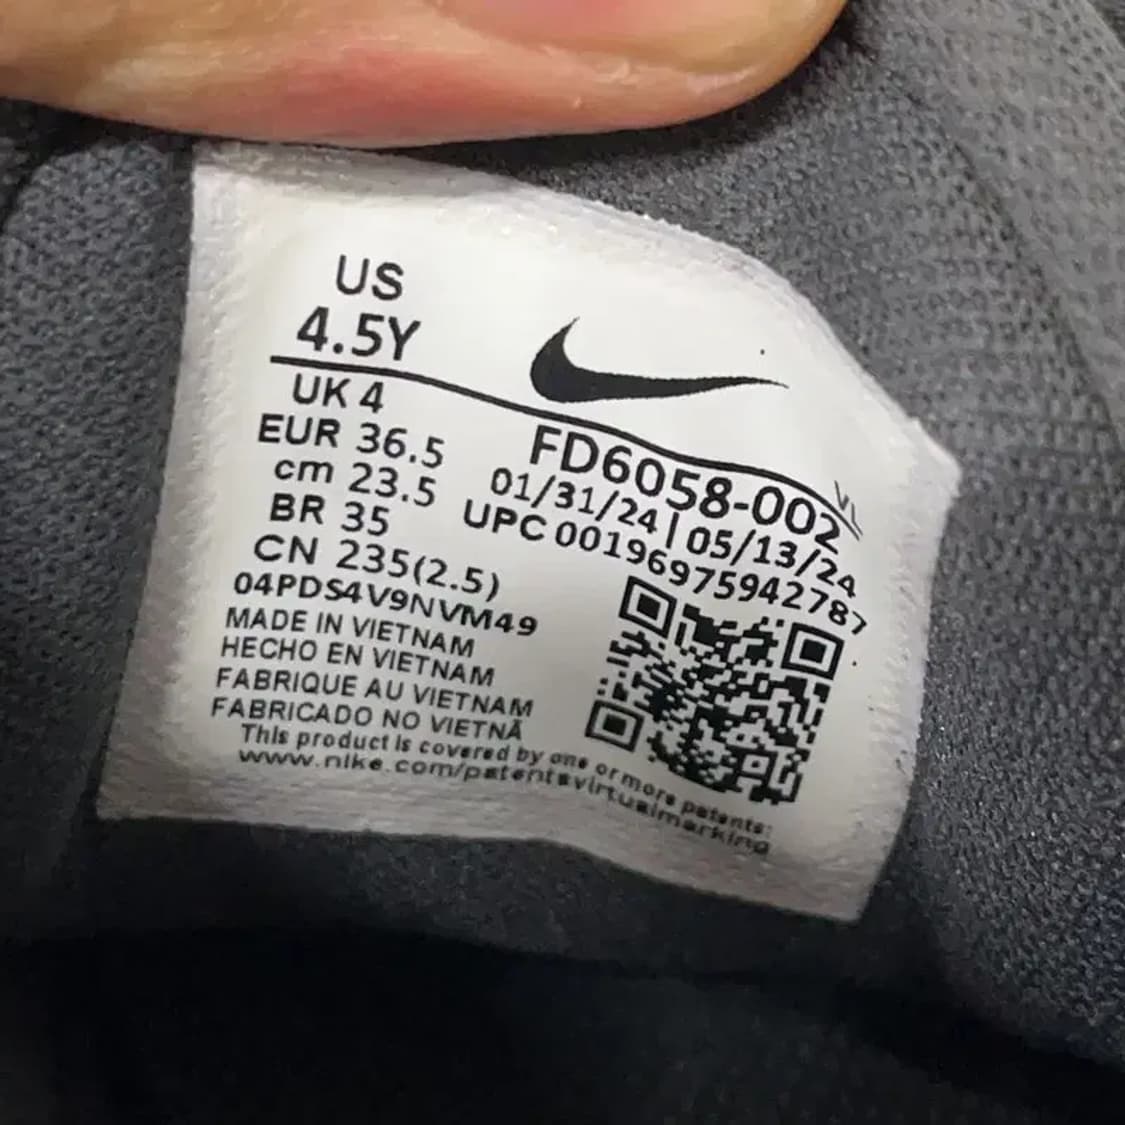 US
4.5Y
UK 4
EUR 36.5
cm 23.5
BR 35
CN 235(2.5)
04PDS4V9NVM49
MADE IN VIETNAM
HECHO EN VIETNAM
FABRIQUE AU VIETNAM
FABRICADO NO VIETNÃ
This product is covered by one or more patents:
www.nike.com/patentsvirtualmarking
FD6058-002
VL
01/31/24 | 05/13/24
UPC 00196975942787